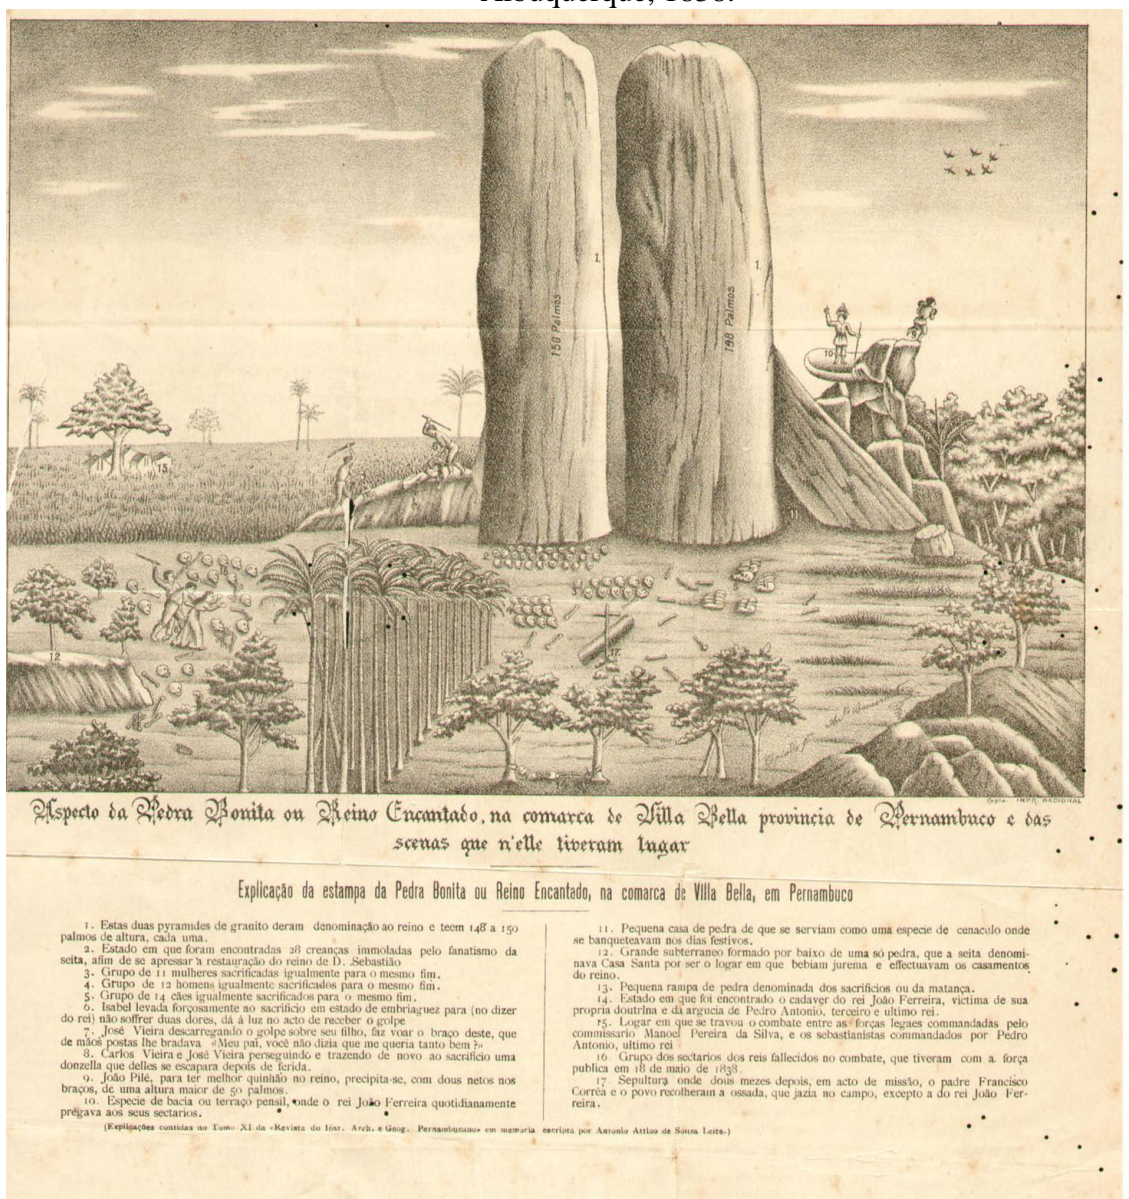 Albuquerque, 1838.
1.
1.
150 Palmos
148 Palmos
10
9
15
11
12
17
Copia. IMPR. NACIONAL
Aspecto da Pedra Bonita ou Reino Encantado, na comarca de Villa Bella provincia de Pernambuco e das
scenas que n'elle tiveram lugar
Explicação da estampa da Pedra Bonita ou Reino Encantado, na comarca de VIlla Bella, em Pernambuco
1. Estas duas pyramides de granito deram denominação ao reino e teem 148 a 150
palmos de altura, cada uma.
2. Estado em que foram encontradas 28 creanças immoladas pelo fanatismo da
seita, afim de se apressar a restauração do reino de D. Sebastião
3. Grupo de 11 mulheres sacrificadas igualmente para o mesmo fim.
4. Grupo de 12 homens igualmente sacrificados para o mesmo fim.
5. Grupo de 14 cães igualmente sacrificados para o mesmo fim.
6. Isabel levada forçosamente ao sacrificio em estado de embriaguez para (no dizer
do rei) não soffrer duas dores, dá á luz no acto de receber o golpe
7. José Vieira descarregando o golpe sobre seu filho, faz voar o braço deste, que
de mãos postas lhe bradava «Meu pai, você não dizia que me queria tanto bem?»
8. Carlos Vieira e José Vieira perseguindo e trazendo de novo ao sacrificio uma
donzella que delles se escapara depois de ferida.
9. João Pilé, para ter melhor quinhão no reino, precipita-se, com dous netos nos
braços, de uma altura maior de 50 palmos.
10. Especie de bacia ou terraço pensil, onde o rei João Ferreira quotidianamente
prégava aos seus sectarios.
11. Pequena casa de pedra de que se serviam como uma especie de cenaculo onde
se banqueteavam nos dias festivos.
12. Grande subterraneo formado por baixo de uma só pedra, que a seita denomi-
nava Casa Santa por ser o logar em que bebiam jurema e effectuavam os casamentos
do reino.
13. Pequena rampa de pedra denominada dos sacrificios ou da matança.
14. Estado em que foi encontrado o cadaver do rei João Ferreira, victima de sua
propria doutrina e da argucia de Pedro Antonio, terceiro e ultimo rei.
15. Logar em que se travou o combate entre as forças legaes commandadas pelo
commissario Manoel Pereira da Silva, e os sebastianistas commandados por Pedro
Antonio, ultimo rei
16. Grupo dos sectarios dos reis fallecidos no combate, que tiveram com a força
publica em 18 de maio de 1838.
17 Sepultura onde dous mezes depois, em acto de missão, o padre Francisco
Corrêa e o povo recolheram a ossada, que jazia no campo, excepto a do rei João Fer-
reira.
(Explicações contidas no Tomo XI da «Revista do Inst. Arch. e Geog. Pernambucano» em memoria escripta por Antonio Attico de Souza Leite.)